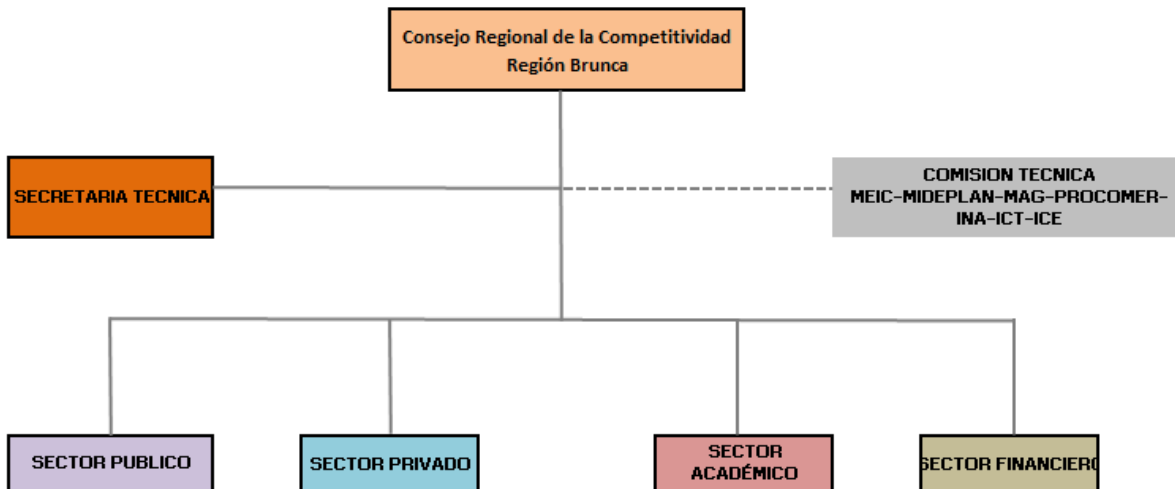 Consejo Regional de la Competitividad
Región Brunca
SECRETARIA TECNICA
COMISION TECNICA
MEIC-MIDEPLAN-MAG-PROCOMER-
INA-ICT-ICE
SECTOR PUBLICO
SECTOR PRIVADO
SECTOR
ACADÉMICO
SECTOR FINANCIERO